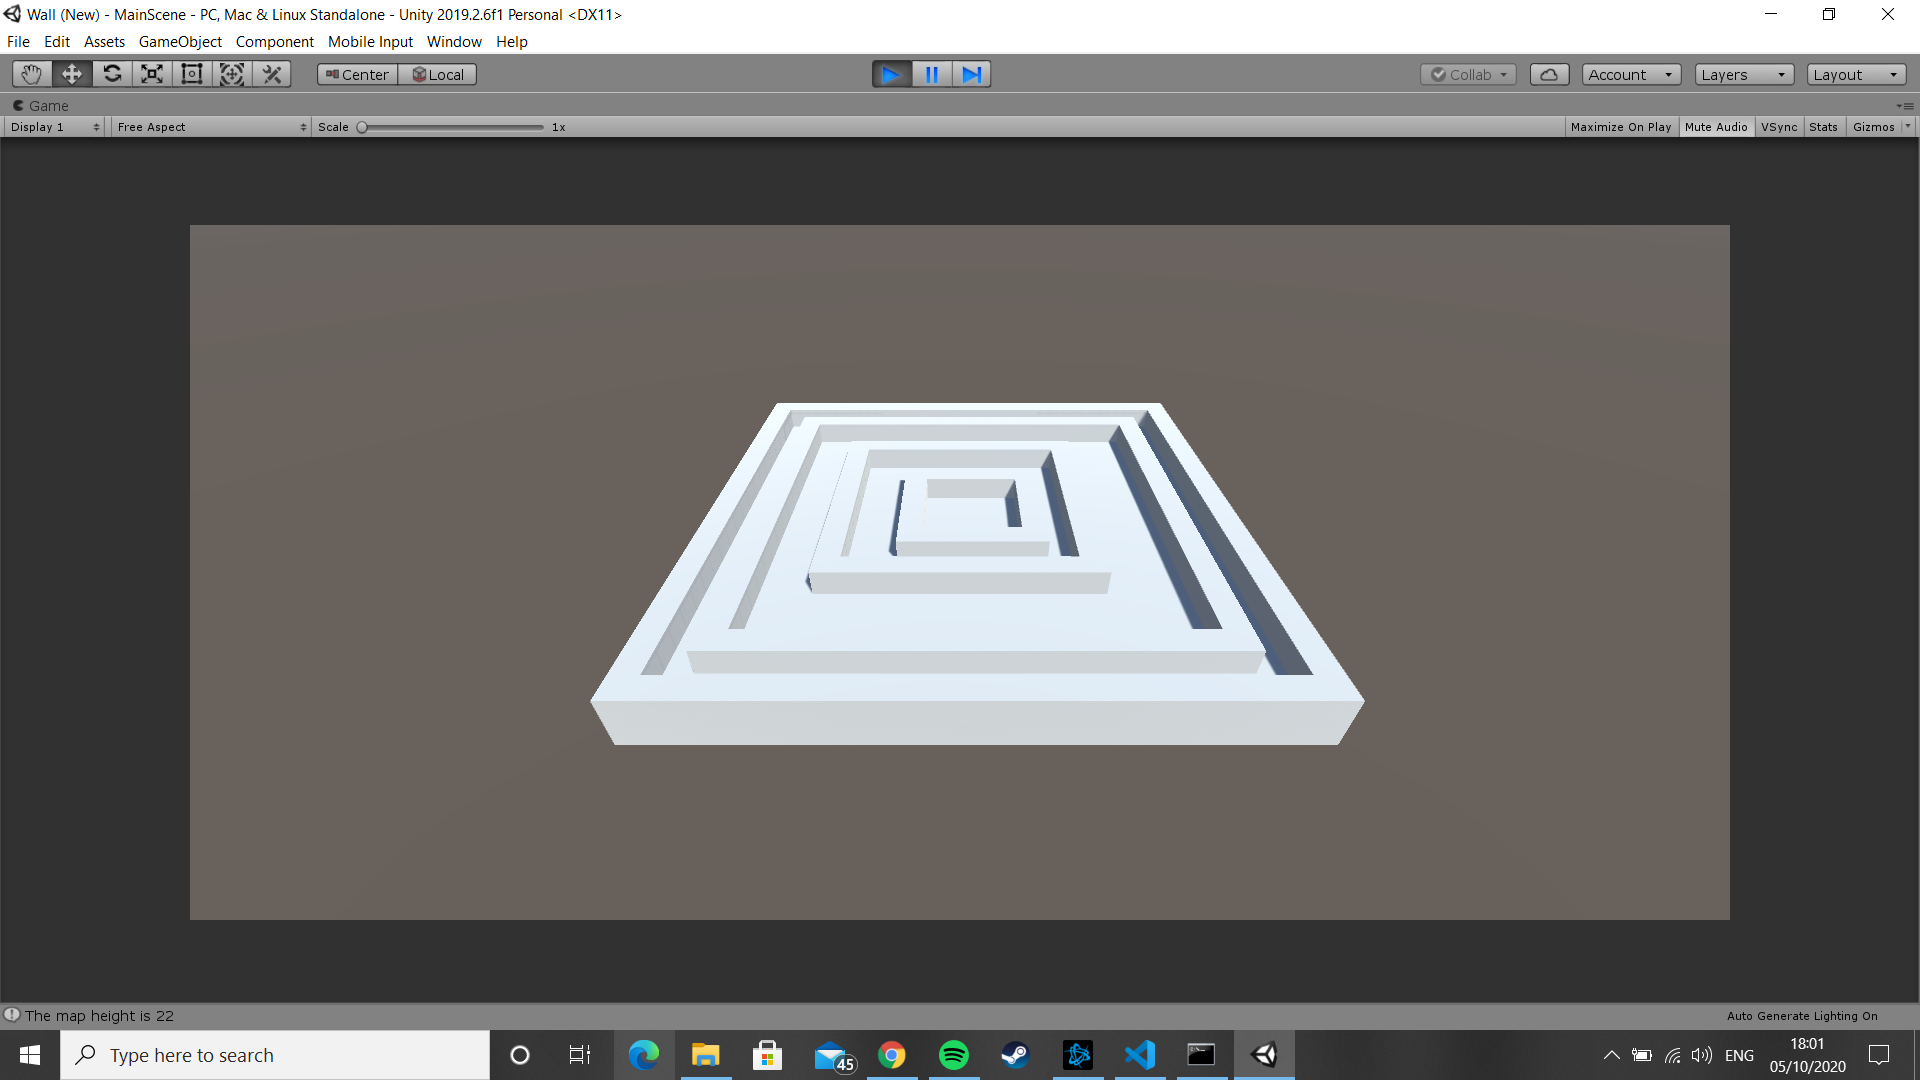 Wall (New) - MainScene - PC, Mac & Linux Standalone - Unity 2019.2.6f1 Personal <DX11>
File Edit Assets GameObject Component Mobile Input Window Help
Center Local Collab Account Layers Layout
Game
Display 1 Free Aspect Scale 1x Maximize On Play Mute Audio VSync Stats Gizmos
The map height is 22 Auto Generate Lighting On
Type here to search 45 ENG 18:01
05/10/2020